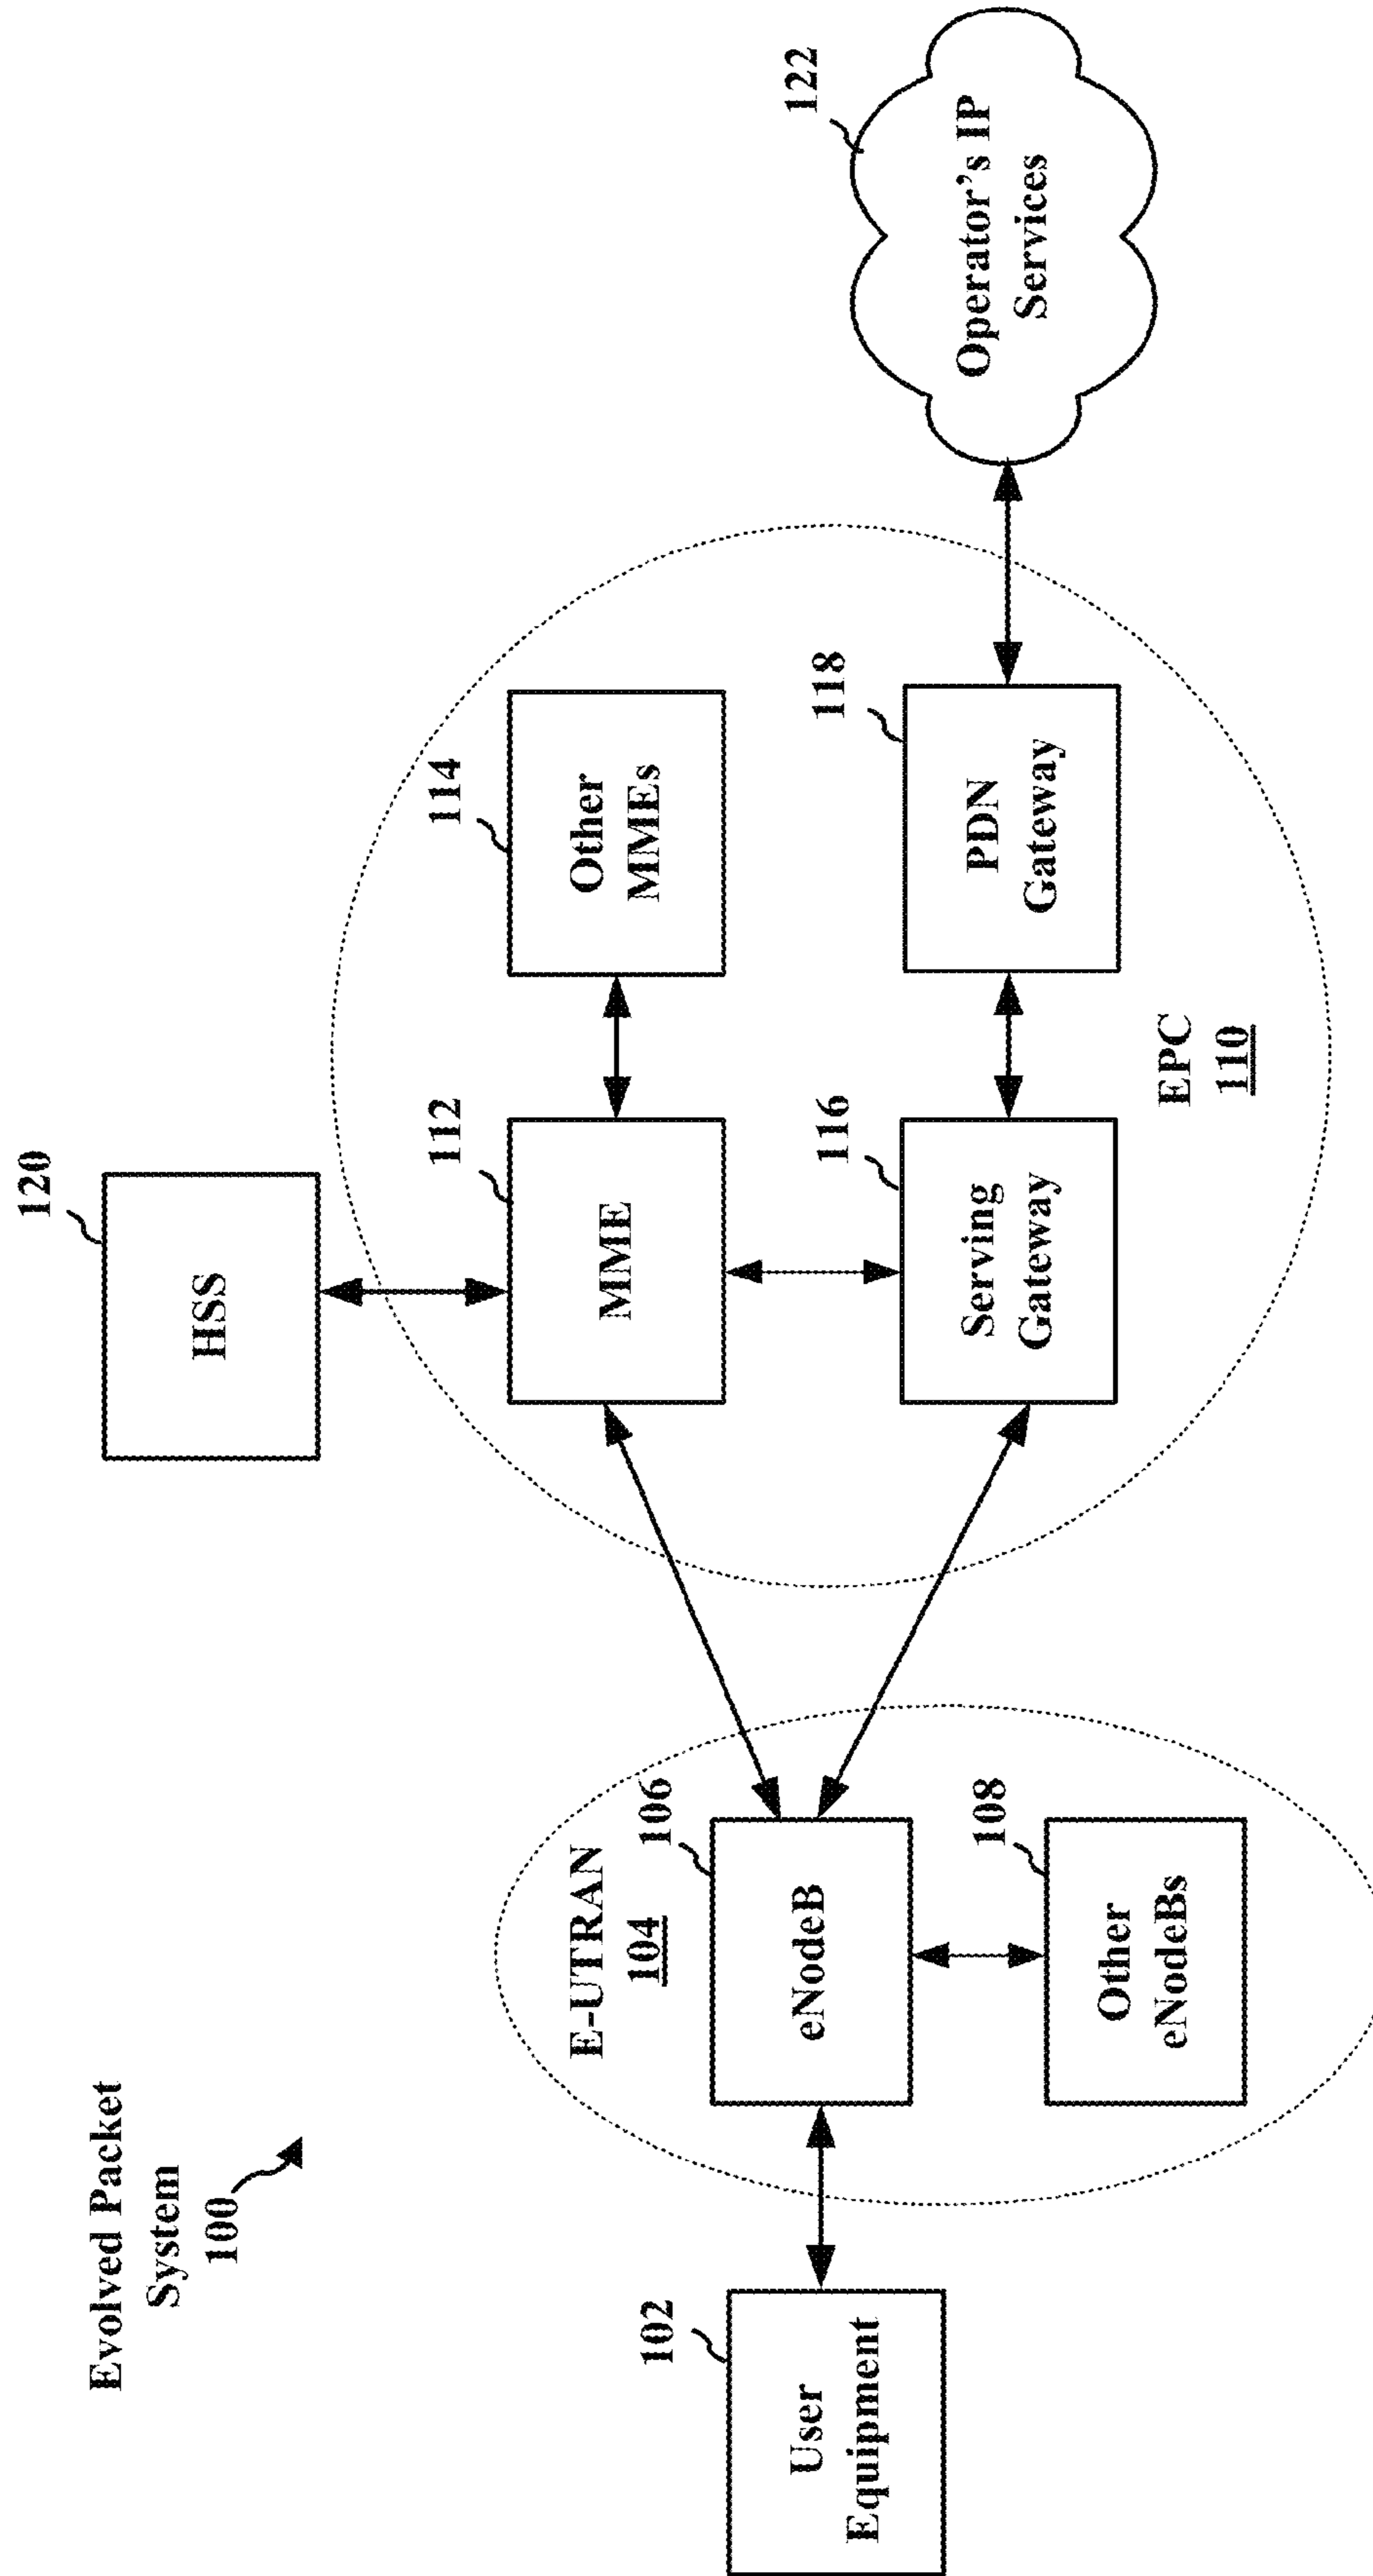 Evolved Packet
System
100
120
HSS
112
MME
114
Other
MMEs
E-UTRAN
104
106
eNodeB
102
User
Equipment
108
Other
eNodeBs
116
Serving
Gateway
118
PDN
Gateway
EPC
110
122
Operator's IP
Services